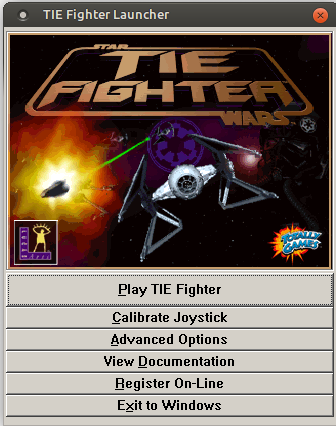 TIE Fighter Launcher
STAR
TIE
FIGHTER
WARS
TOTALLY
GAMES
Play TIE Fighter
Calibrate Joystick
Advanced Options
View Documentation
Register On-Line
Exit to Windows